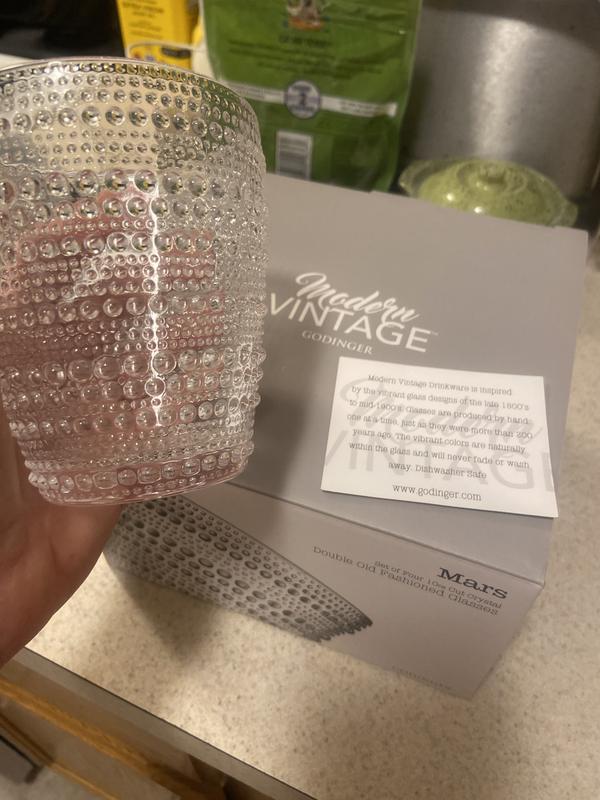 Modern
VINTAGE™
GODINGER
Modern Vintage Drinkware is inspired
by the vibrant glass designs of the late 1800's
to mid-1900's, glasses are produced by hand,
one at a time, just as they were more than 200
years ago. The vibrant colors are naturally
within the glass and will never fade or wash
away. Dishwasher Safe
www.godinger.com
Mars
Set of Four 10oz Cut Crystal
Double Old Fashioned Glasses